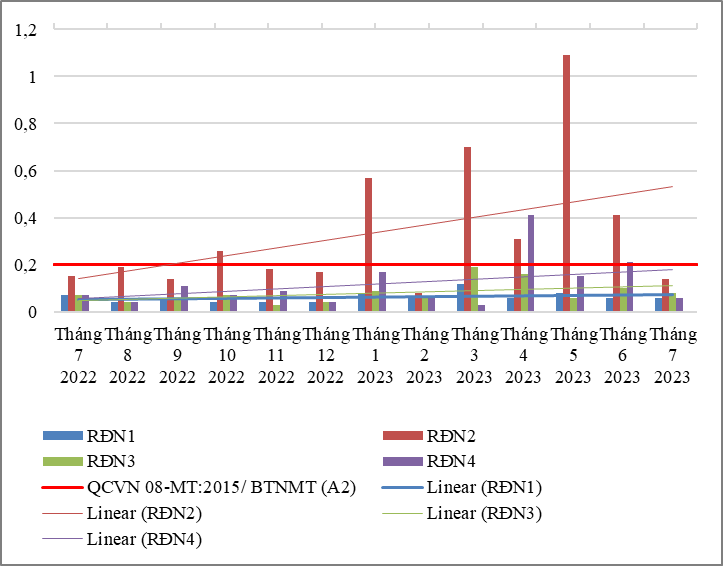 1,2
1
0,8
0,6
0,4
0,2
0
Tháng Tháng Tháng Tháng Tháng Tháng Tháng Tháng Tháng Tháng Tháng Tháng Tháng
7 8 9 10 11 12 1 2 3 4 5 6 7
2022 2022 2022 2022 2022 2022 2023 2023 2023 2023 2023 2023 2023
RĐN1 RĐN2
RĐN3 RĐN4
QCVN 08-MT:2015/ BTNMT (A2) Linear (RĐN1)
Linear (RĐN2) Linear (RĐN3)
Linear (RĐN4)